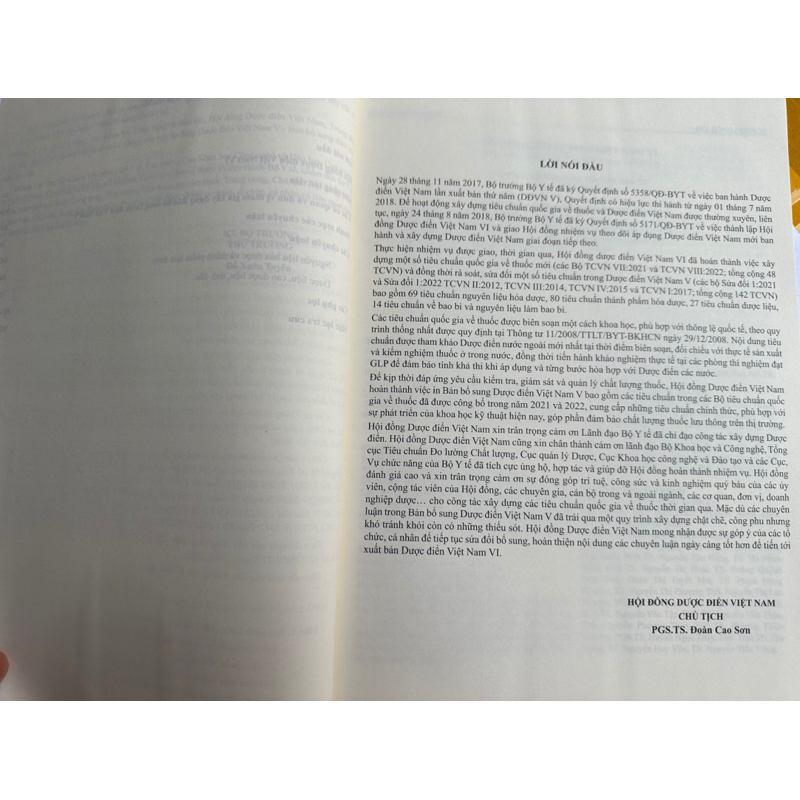 LỜI NÓI ĐẦU
Ngày 28 tháng 11 năm 2017, Bộ trưởng Bộ Y tế đã ký Quyết định số 5358/QĐ-BYT về việc ban hành Dược
điển Việt Nam lần xuất bản thứ năm (DĐVN V), Quyết định có hiệu lực thi hành từ ngày 01 tháng 7 năm
2018. Để hoạt động xây dựng tiêu chuẩn quốc gia về thuốc và Dược điển Việt Nam được thường xuyên, liên
tục, ngày 24 tháng 8 năm 2018, Bộ trưởng Bộ Y tế đã ký Quyết định số 5171/QĐ-BYT về việc thành lập Hội
đồng Dược điển Việt Nam VI và giao Hội đồng nhiệm vụ theo dõi áp dụng Dược điển Việt Nam mới ban
hành và xây dựng Dược điển Việt Nam giai đoạn tiếp theo.
Thực hiện nhiệm vụ được giao, thời gian qua, Hội đồng dược điển Việt Nam VI đã hoàn thành việc xây
dựng một số tiêu chuẩn quốc gia về thuốc mới (các Bộ TCVN VII:2021 và TCVN VIII:2022; tổng cộng 48
TCVN) và đồng thời rà soát, sửa đổi một số tiêu chuẩn trong Dược điển Việt Nam V (các bộ Sửa đổi 1:2021
và Sửa đổi 1:2022 TCVN II:2012, TCVN III:2014, TCVN IV:2015 và TCVN I:2017; tổng cộng 142 TCVN)
bao gồm 69 tiêu chuẩn nguyên liệu hóa dược, 80 tiêu chuẩn thành phẩm hóa dược, 27 tiêu chuẩn dược liệu,
14 tiêu chuẩn về bao bì và nguyên liệu làm bao bì.
Các tiêu chuẩn quốc gia về thuốc được biên soạn một cách khoa học, phù hợp với thông lệ quốc tế, theo quy
trình thống nhất được quy định tại Thông tư 11/2008/TTLT/BYT-BKHCN ngày 29/12/2008. Nội dung tiêu
chuẩn được tham khảo Dược điển nước ngoài mới nhất tại thời điểm biên soạn, đối chiếu với thực tế sản xuất
và kiểm nghiệm thuốc ở trong nước, đồng thời tiến hành khảo nghiệm thực tế tại các phòng thí nghiệm đạt
GLP để đảm bảo tính khả thi khi áp dụng và từng bước hòa hợp với Dược điển các nước.
Để kịp thời đáp ứng yêu cầu kiểm tra, giám sát và quản lý chất lượng thuốc, Hội đồng Dược điển Việt Nam
hoàn thành việc in Bản bổ sung Dược điển Việt Nam V bao gồm các tiêu chuẩn trong các Bộ tiêu chuẩn quốc
gia về thuốc đã được công bố trong năm 2021 và 2022, cung cấp những tiêu chuẩn chính thức, phù hợp với
sự phát triển của khoa học kỹ thuật hiện nay, góp phần đảm bảo chất lượng thuốc lưu thông trên thị trường.
Hội đồng Dược điển Việt Nam xin trân trọng cảm ơn Lãnh đạo Bộ Y tế đã chỉ đạo công tác xây dựng Dược
điển. Hội đồng Dược điển Việt Nam cũng xin chân thành cảm ơn lãnh đạo Bộ Khoa học và Công nghệ, Tổng
cục Tiêu chuẩn Đo lường Chất lượng, Cục quản lý Dược, Cục Khoa học công nghệ và Đào tạo và các Cục,
Vụ chức năng của Bộ Y tế đã tích cực ủng hộ, hợp tác và giúp đỡ Hội đồng hoàn thành nhiệm vụ. Hội đồng
đánh giá cao và xin trân trọng cảm ơn sự đóng góp trí tuệ, công sức và kinh nghiệm quý báu của các ủy
viên, cộng tác viên của Hội đồng, các chuyên gia, cán bộ trong và ngoài ngành, các cơ quan, đơn vị, doanh
nghiệp dược… cho công tác xây dựng các tiêu chuẩn quốc gia về thuốc thời gian qua. Mặc dù các chuyên
luận trong Bản bổ sung Dược điển Việt Nam V đã trải qua một quy trình xây dựng chặt chẽ, công phu nhưng
khó tránh khỏi còn có những thiếu sót. Hội đồng Dược điển Việt Nam mong nhận được sự góp ý của các tổ
chức, cá nhân để tiếp tục sửa đổi bổ sung, hoàn thiện nội dung các chuyên luận ngày càng tốt hơn để tiến tới
xuất bản Dược điển Việt Nam VI.
HỘI ĐỒNG DƯỢC ĐIỂN VIỆT NAM
CHỦ TỊCH
PGS.TS. Đoàn Cao Sơn